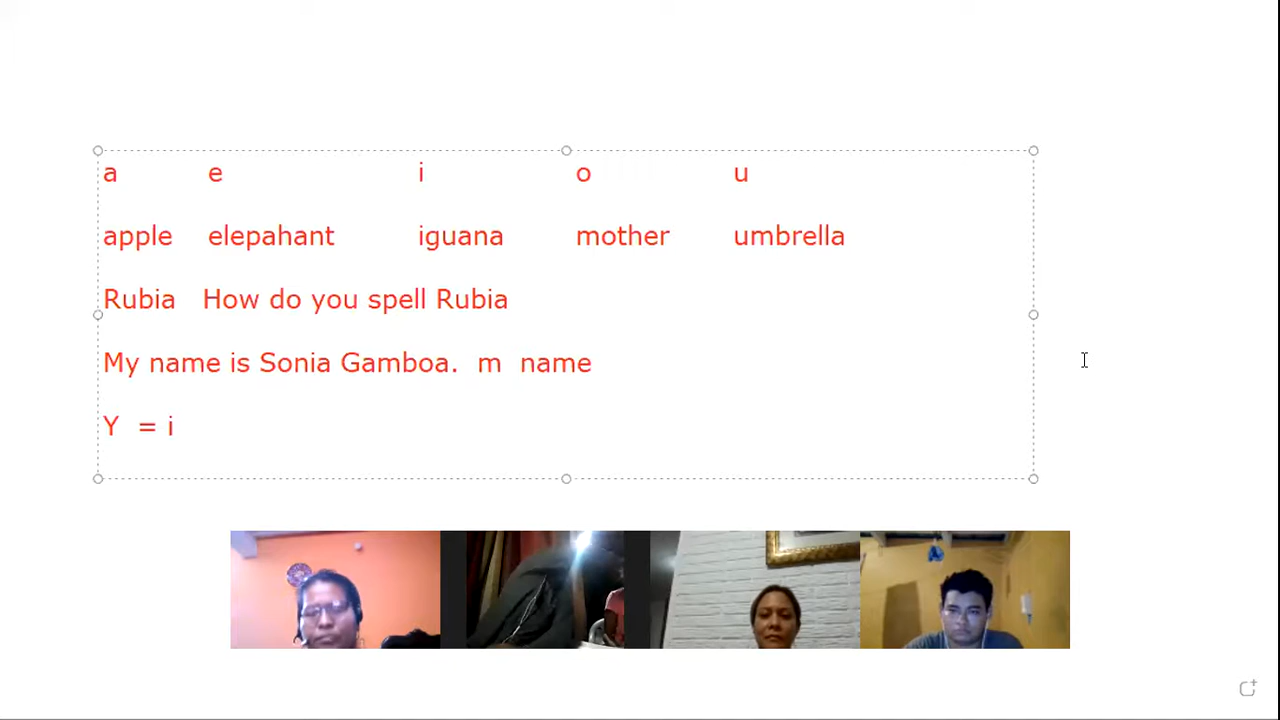 a e i o u
apple elepahant iguana mother umbrella
Rubia How do you spell Rubia
My name is Sonia Gamboa. m name
Y = i